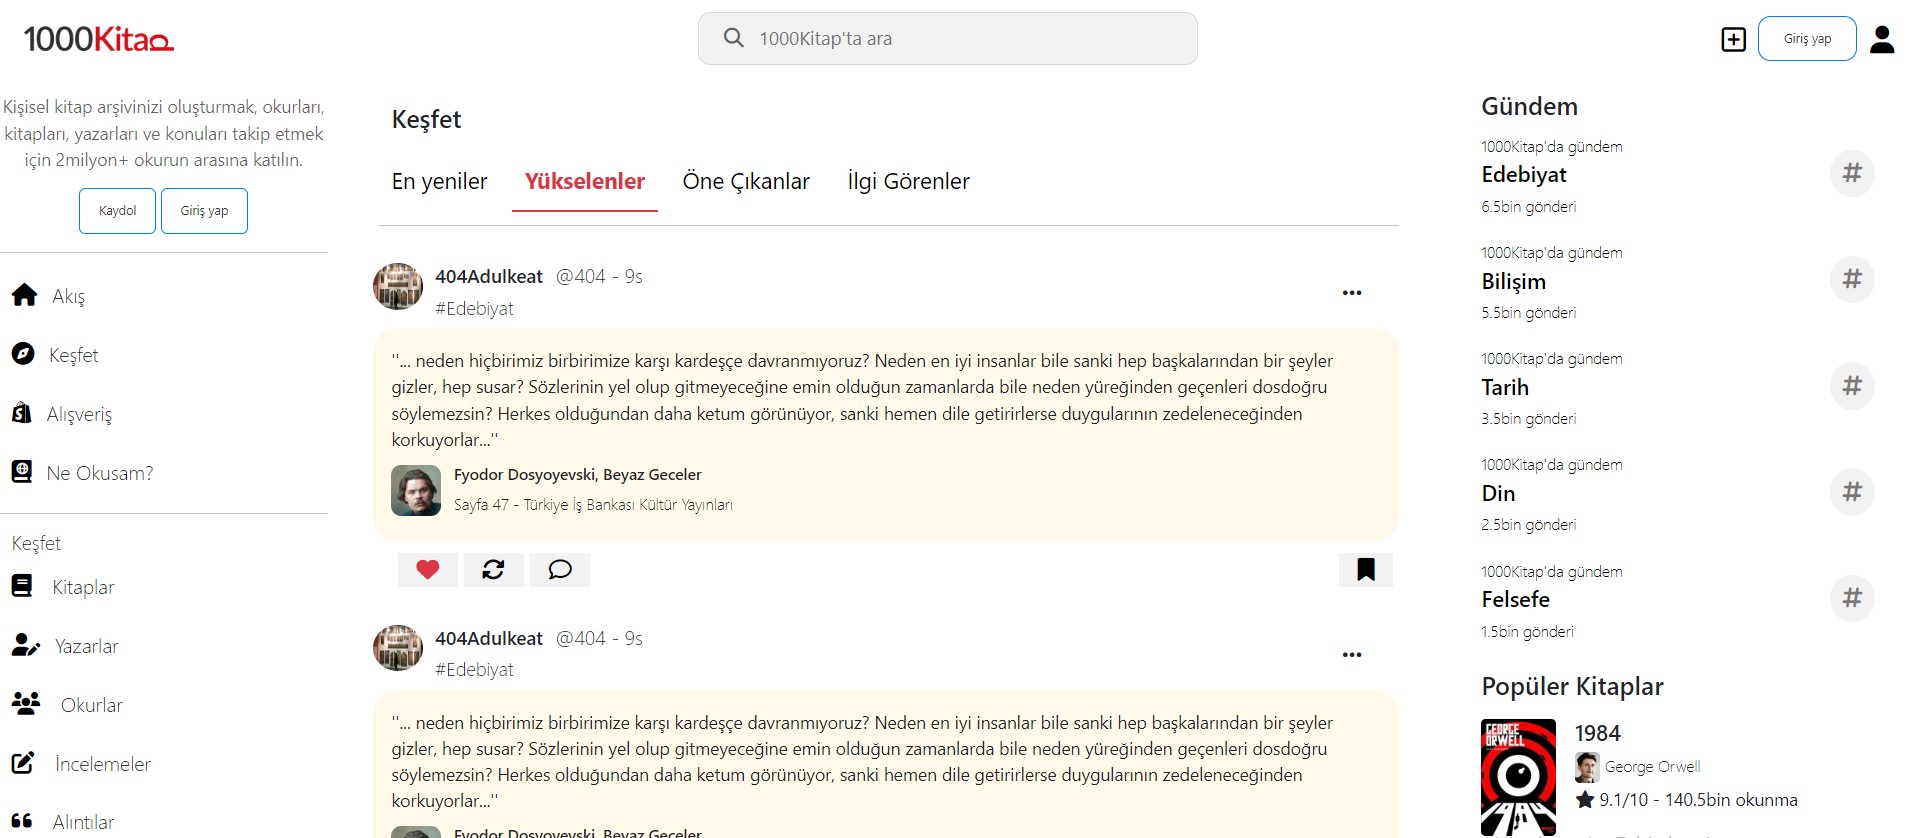 1000Kitap
1000Kitap'ta ara
Giriş yap
Kişisel kitap arşivinizi oluşturmak, okurları,
kitapları, yazarları ve konuları takip etmek
için 2milyon+ okurun arasına katılın.
Kaydol
Giriş yap
Akış
Keşfet
Alışveriş
Ne Okusam?
Keşfet
Kitaplar
Yazarlar
Okurlar
İncelemeler
Alıntılar
Keşfet
En yeniler
Yükselenler
Öne Çıkanlar
İlgi Görenler
404Adulkeat @404 - 9s
#Edebiyat
''... neden hiçbirimiz birbirimize karşı kardeşçe davranmıyoruz? Neden en iyi insanlar bile sanki hep başkalarından bir şeyler
gizler, hep susar? Sözlerinin yel olup gitmeyeceğine emin olduğun zamanlarda bile neden yüreğinden geçenleri dosdoğru
söylemezsin? Herkes olduğundan daha ketum görünüyor, sanki hemen dile getirirlerse duygularının zedeleneceğinden
korkuyorlar...''
Fyodor Dosyoyevski, Beyaz Geceler
Sayfa 47 - Türkiye İş Bankası Kültür Yayınları
404Adulkeat @404 - 9s
#Edebiyat
''... neden hiçbirimiz birbirimize karşı kardeşçe davranmıyoruz? Neden en iyi insanlar bile sanki hep başkalarından bir şeyler
gizler, hep susar? Sözlerinin yel olup gitmeyeceğine emin olduğun zamanlarda bile neden yüreğinden geçenleri dosdoğru
söylemezsin? Herkes olduğundan daha ketum görünüyor, sanki hemen dile getirirlerse duygularının zedeleneceğinden
korkuyorlar...''
Fyodor Dosyoyevski, Beyaz Geceler
Gündem
1000Kitap'da gündem
Edebiyat
6.5bin gönderi
#
1000Kitap'da gündem
Bilişim
5.5bin gönderi
#
1000Kitap'da gündem
Tarih
3.5bin gönderi
#
1000Kitap'da gündem
Din
2.5bin gönderi
#
1000Kitap'da gündem
Felsefe
1.5bin gönderi
#
Popüler Kitaplar
GEORGE
ORWELL
1984
George Orwell
9.1/10 - 140.5bin okunma